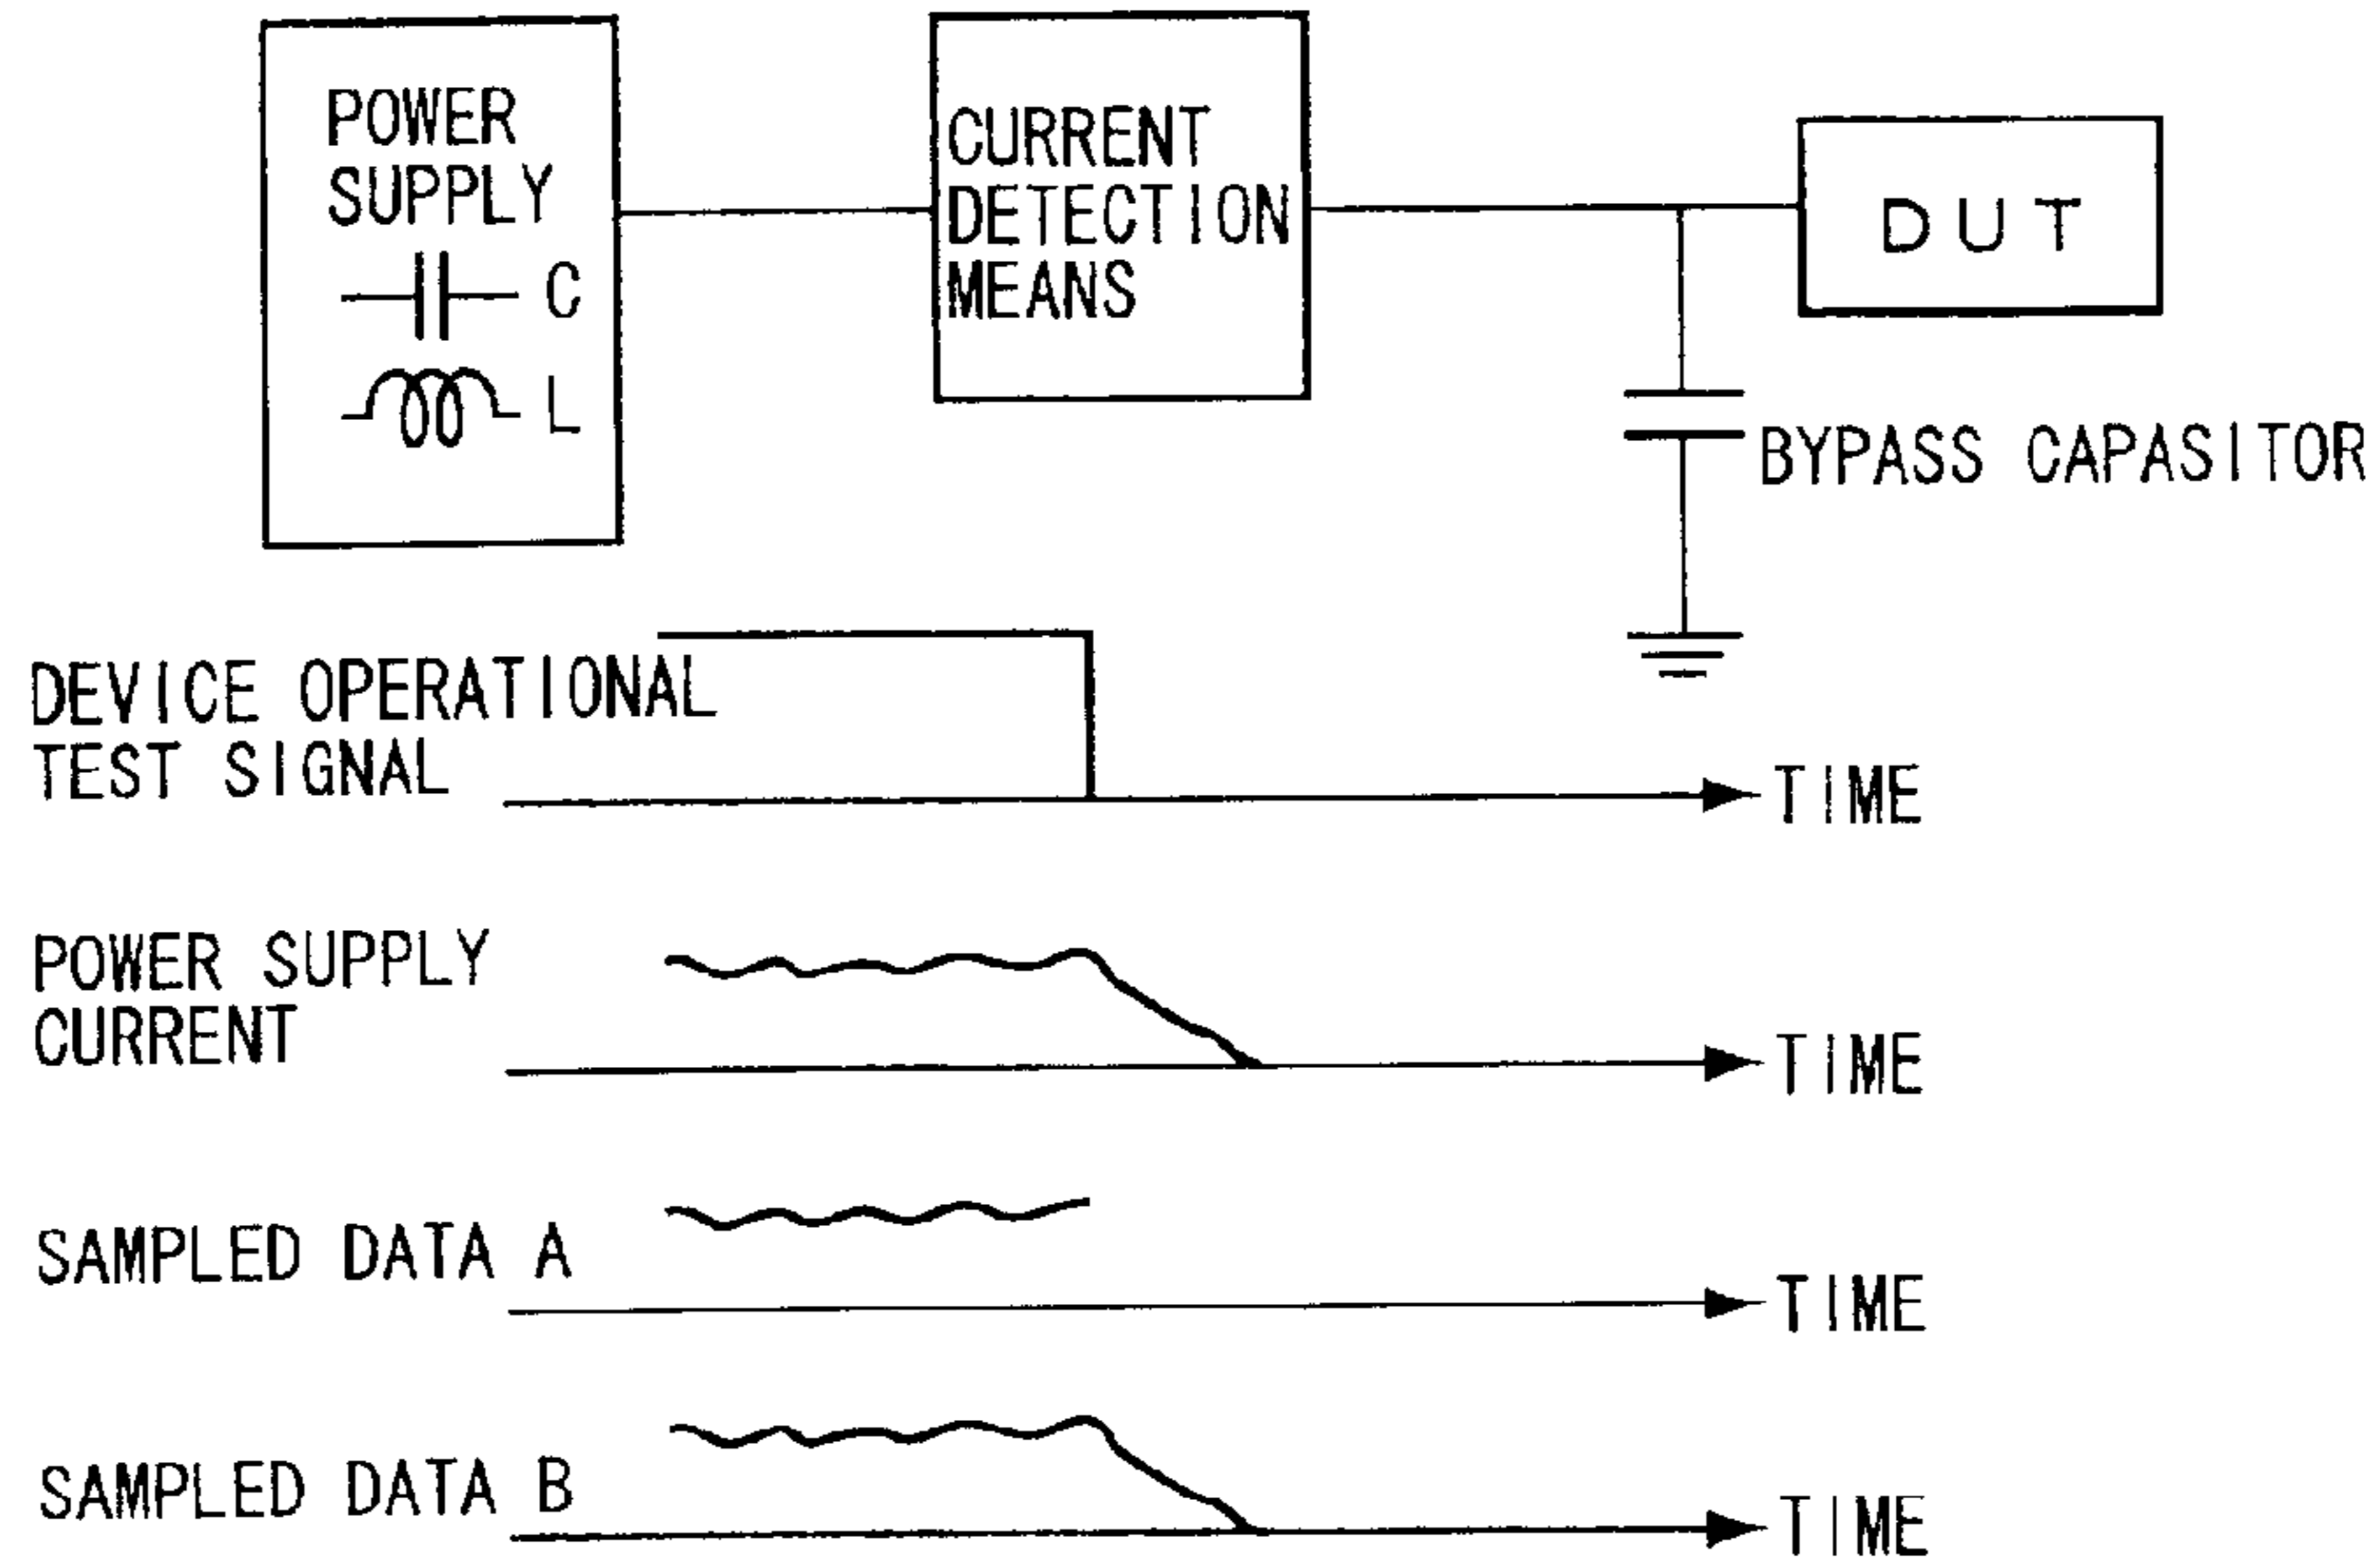 POWER
SUPPLY
C
L
CURRENT
DETECTION
MEANS
DUT
BYPASS CAPASITOR
DEVICE OPERATIONAL
TEST SIGNAL
TIME
POWER SUPPLY
CURRENT
TIME
SAMPLED DATA A
TIME
SAMPLED DATA B
TIME